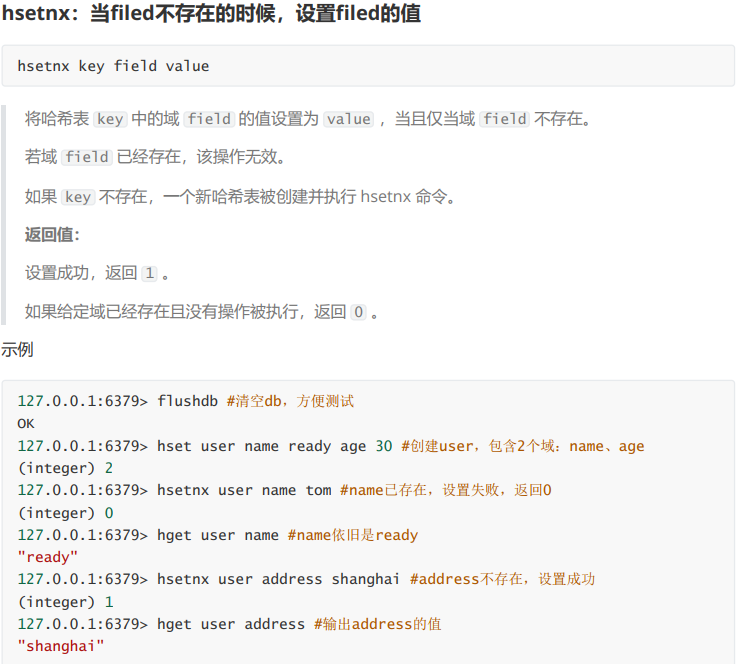 hsetnx：当filed不存在的时候，设置filed的值
hsetnx key field value
将哈希表 key 中的域 field 的值设置为 value ，当且仅当域 field 不存在。
若域 field 已经存在，该操作无效。
如果 key 不存在，一个新哈希表被创建并执行 hsetnx 命令。
返回值：
设置成功，返回 1 。
如果给定域已经存在且没有操作被执行，返回 0 。
示例
127.0.0.1:6379> flushdb #清空db，方便测试
OK
127.0.0.1:6379> hset user name ready age 30 #创建user，包含2个域：name、age
(integer) 2
127.0.0.1:6379> hsetnx user name tom #name已存在，设置失败，返回0
(integer) 0
127.0.0.1:6379> hget user name #name依旧是ready
"ready"
127.0.0.1:6379> hsetnx user address shanghai #address不存在，设置成功
(integer) 1
127.0.0.1:6379> hget user address #输出address的值
"shanghai"